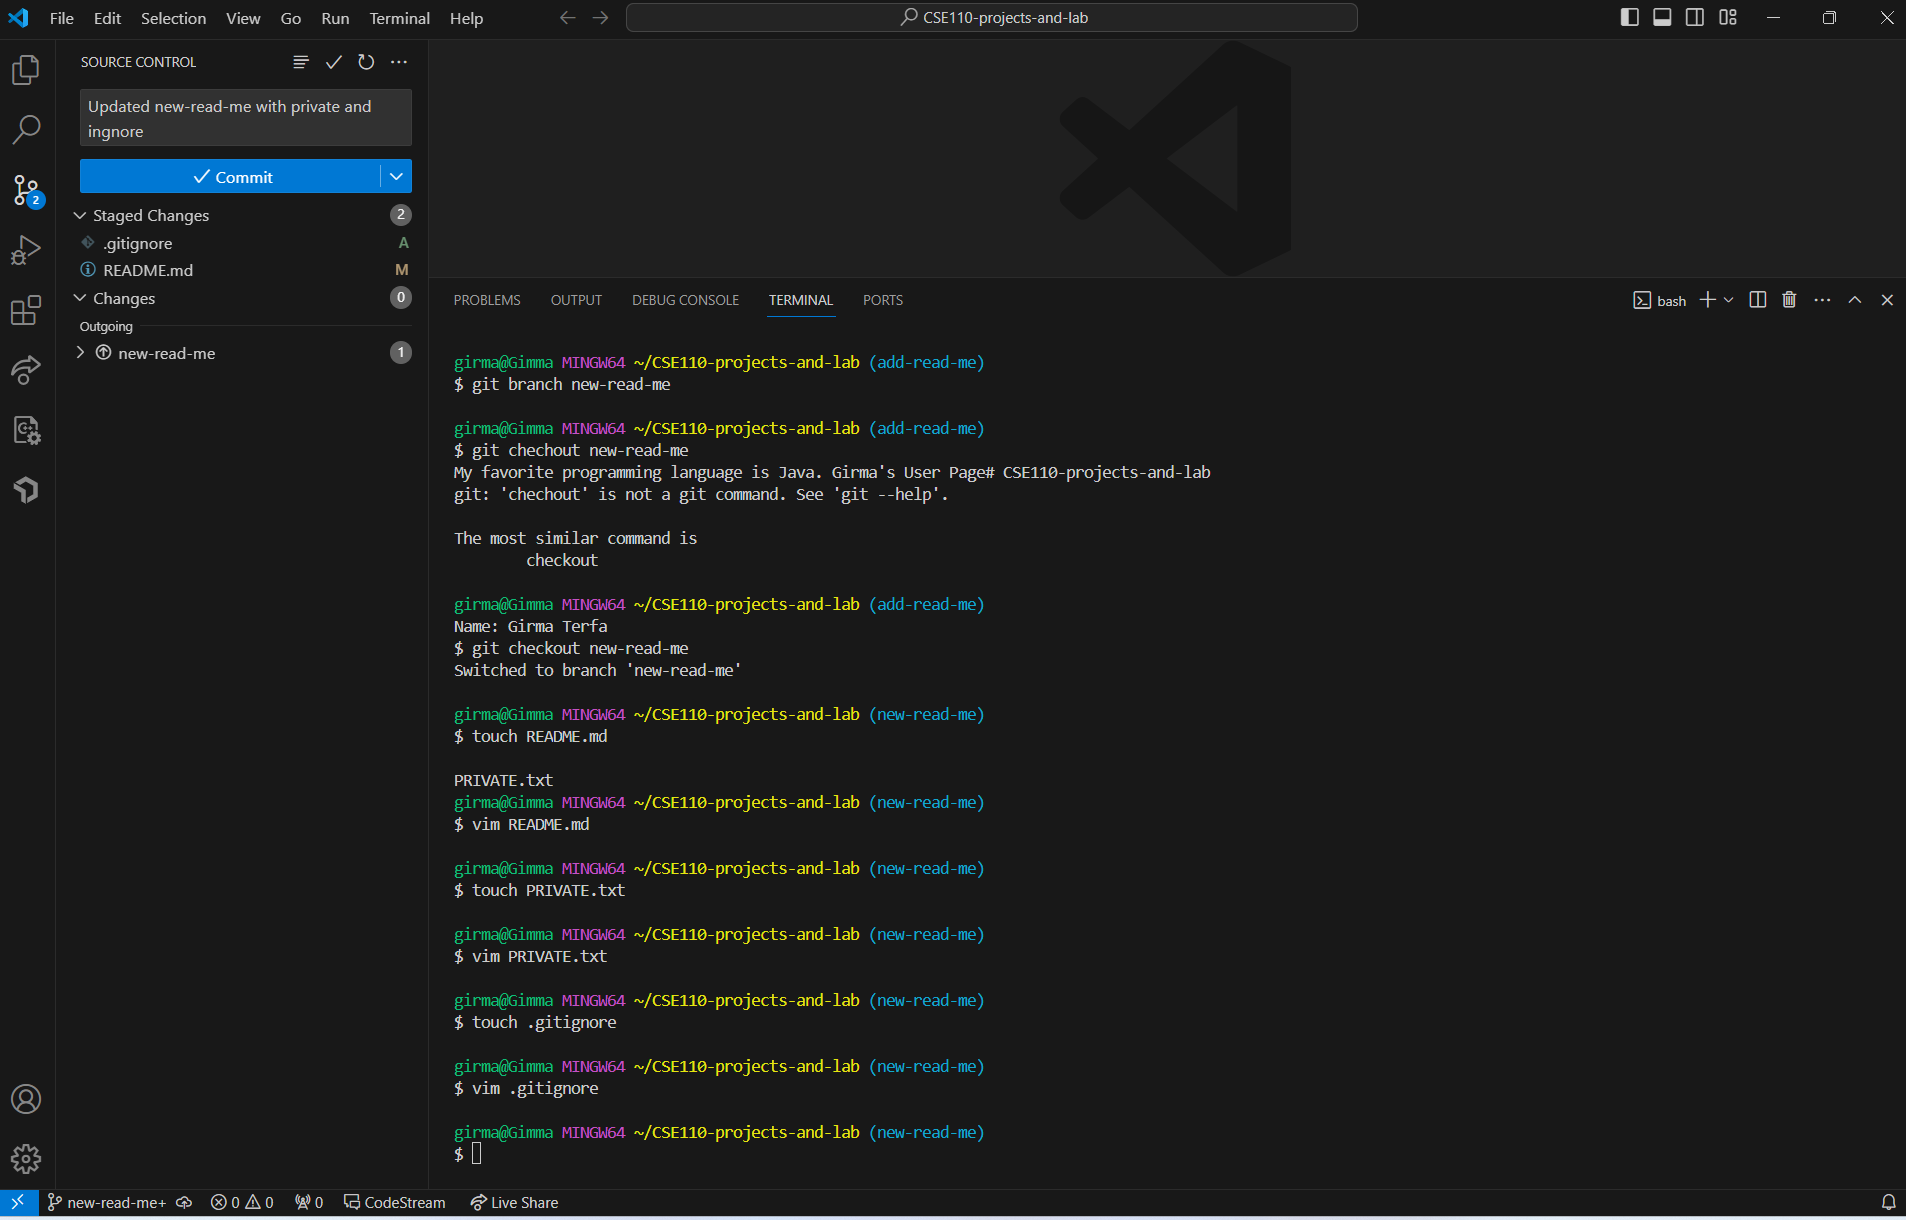 File Edit Selection View Go Run Terminal Help
CSE110-projects-and-lab
SOURCE CONTROL
Updated new-read-me with private and
ingnore
Commit
2
Staged Changes 2
.gitignore A
README.md M
Changes 0
Outgoing
new-read-me 1
PROBLEMS OUTPUT DEBUG CONSOLE TERMINAL PORTS
bash
girma@Gimma MINGW64 ~/CSE110-projects-and-lab (add-read-me)
$ git branch new-read-me
girma@Gimma MINGW64 ~/CSE110-projects-and-lab (add-read-me)
$ git chechout new-read-me
My favorite programming language is Java. Girma's User Page# CSE110-projects-and-lab
git: 'chechout' is not a git command. See 'git --help'.
The most similar command is
checkout
girma@Gimma MINGW64 ~/CSE110-projects-and-lab (add-read-me)
Name: Girma Terfa
$ git checkout new-read-me
Switched to branch 'new-read-me'
girma@Gimma MINGW64 ~/CSE110-projects-and-lab (new-read-me)
$ touch README.md
PRIVATE.txt
girma@Gimma MINGW64 ~/CSE110-projects-and-lab (new-read-me)
$ vim README.md
girma@Gimma MINGW64 ~/CSE110-projects-and-lab (new-read-me)
$ touch PRIVATE.txt
girma@Gimma MINGW64 ~/CSE110-projects-and-lab (new-read-me)
$ vim PRIVATE.txt
girma@Gimma MINGW64 ~/CSE110-projects-and-lab (new-read-me)
$ touch .gitignore
girma@Gimma MINGW64 ~/CSE110-projects-and-lab (new-read-me)
$ vim .gitignore
girma@Gimma MINGW64 ~/CSE110-projects-and-lab (new-read-me)
$
new-read-me+ 0 0 0 CodeStream Live Share